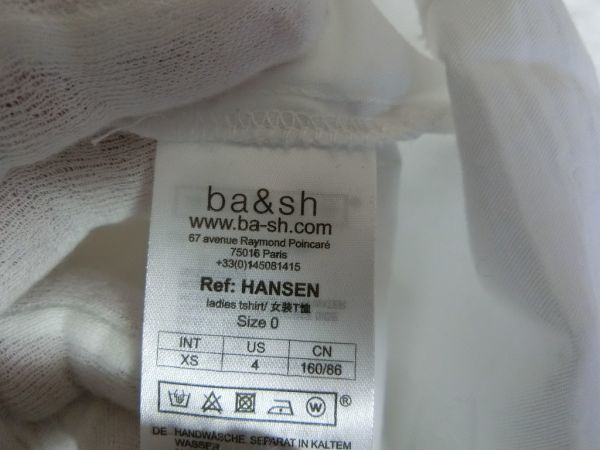 ba&sh
www.ba-sh.com
67 avenue Raymond Poincaré
75016 Paris
+33(0)145081415
Ref: HANSEN
ladies tshirt/ 女装T恤
Size 0
INT US CN
XS 4 160/86
W ®
DE HANDWÄSCHE SEPARAT IN KALTEM
WASSER